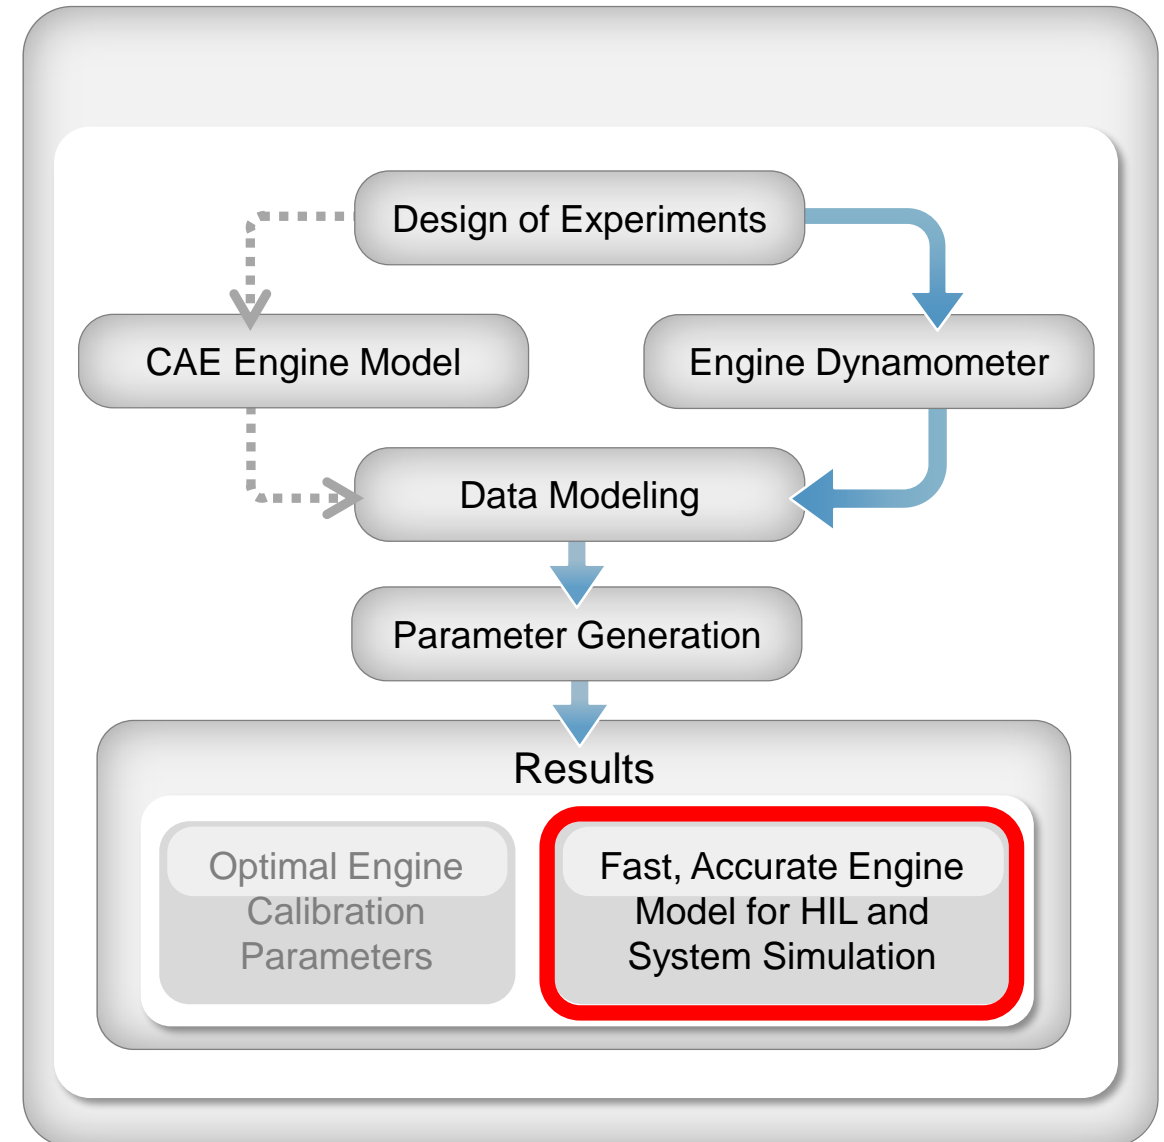 Design of Experiments
CAE Engine Model
Engine Dynamometer
Data Modeling
Parameter Generation
Results
Optimal Engine
Calibration
Parameters
Fast, Accurate Engine
Model for HIL and
System Simulation